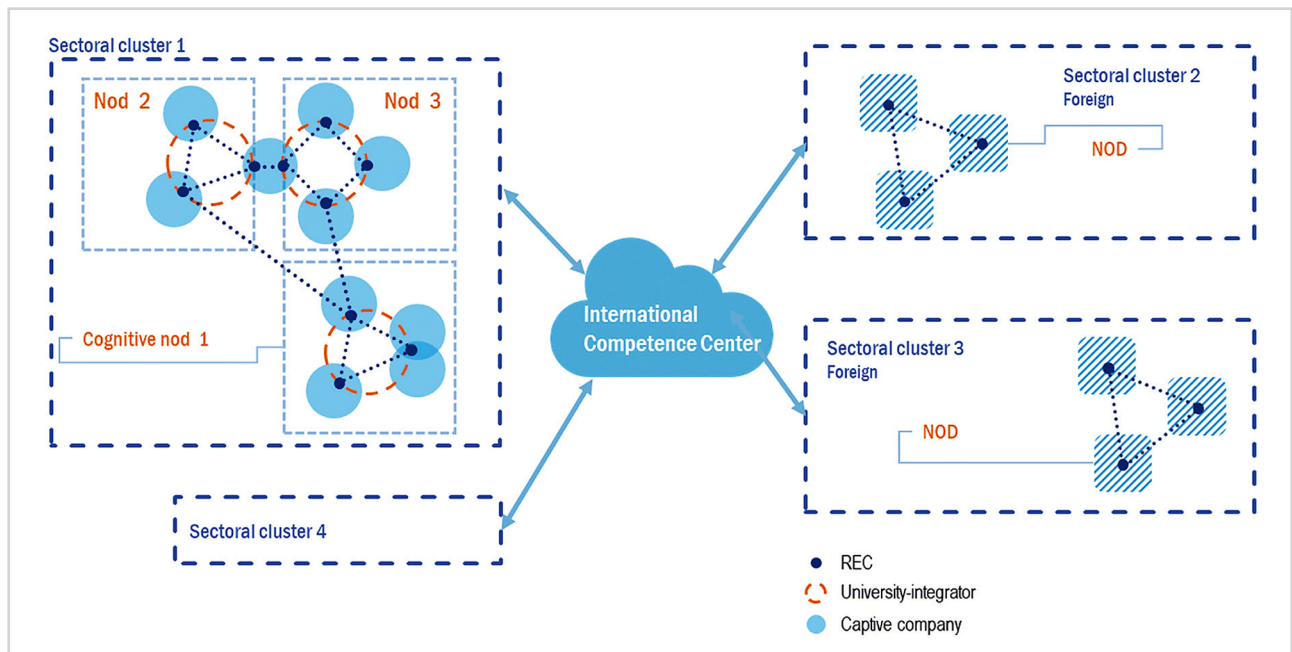 Sectoral cluster 1
Nod 2
Nod 3
Cognitive nod 1
Sectoral cluster 4
International
Competence Center
Sectoral cluster 2
Foreign
NOD
Sectoral cluster 3
Foreign
NOD
REC
University-integrator
Captive company